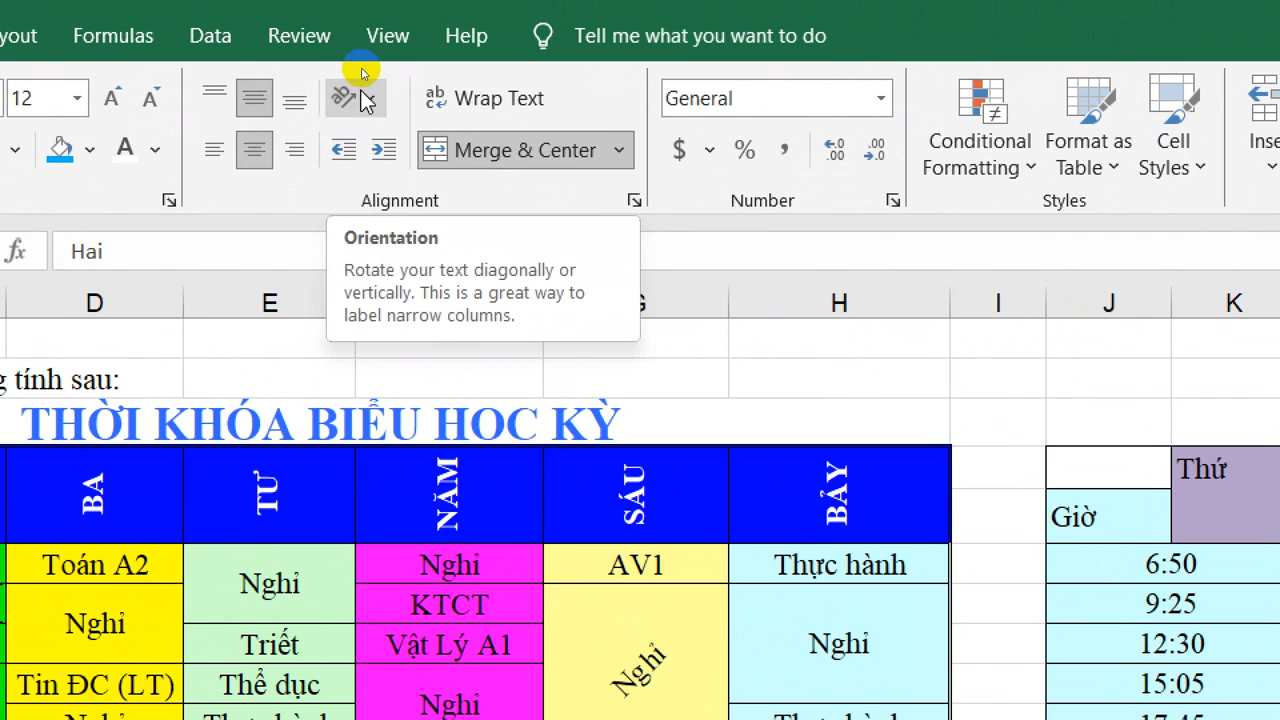 yout Formulas Data Review View Help Tell me what you want to do
12 ab Wrap Text General
Merge & Center $ % , Conditional Formatting Format as Table Cell Styles Inse
Alignment Number Styles
fx Hai
Orientation
Rotate your text diagonally or
vertically. This is a great way to
label narrow columns.
D E G H I J K
g tính sau:
THỜI KHÓA BIỂU HOC KỲ
BA TƯ NĂM SÁU BẢY Thứ
Giờ
Toán A2 Nghỉ Nghỉ AV1 Thực hành 6:50
Nghỉ KTCT Nghỉ Nghỉ 9:25
Triết Vật Lý A1 12:30
Tin ĐC (LT) Thể dục Nghỉ 15:05